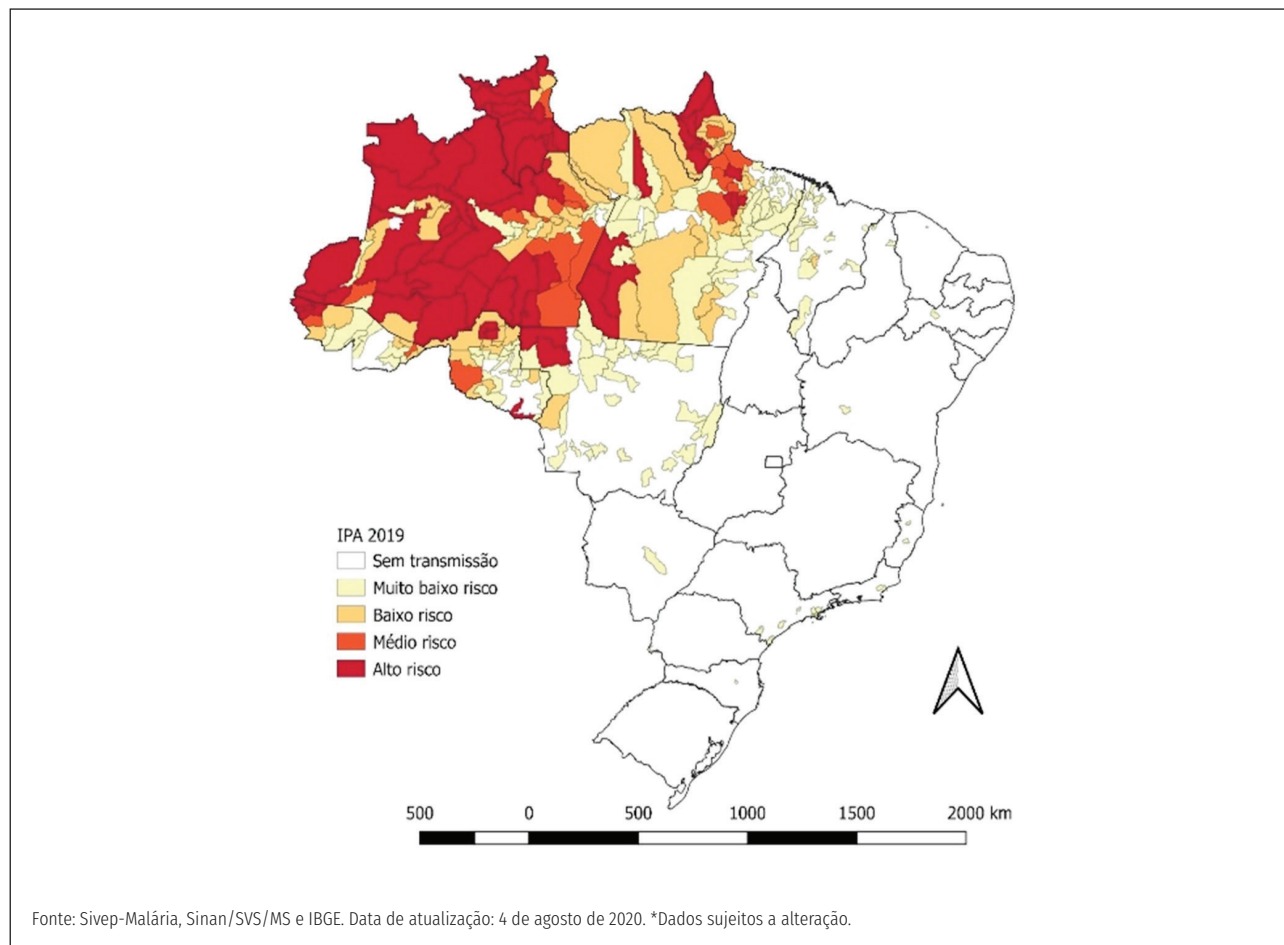 IPA 2019
Sem transmissão
Muito baixo risco
Baixo risco
Médio risco
Alto risco
500 0 500 1000 1500 2000 km
Fonte: Sivep-Malária, Sinan/SVS/MS e IBGE. Data de atualização: 4 de agosto de 2020. *Dados sujeitos a alteração.